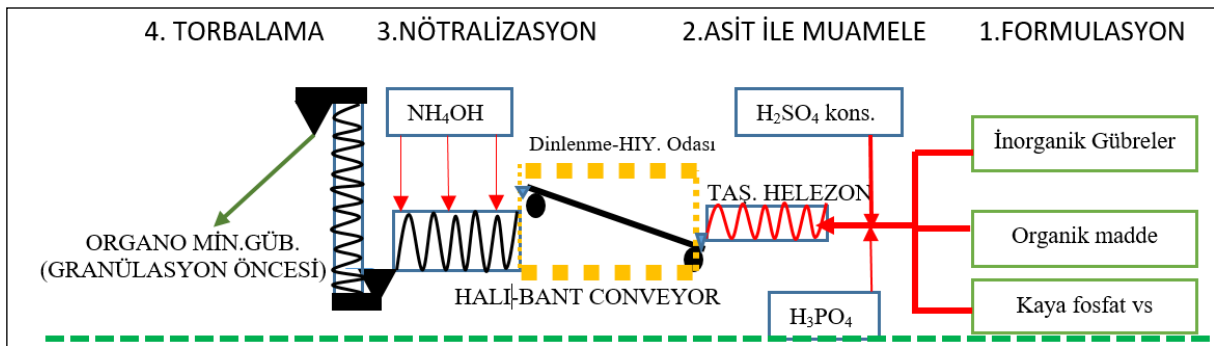 4. TORBALAMA
3.NÖTRALİZASYON
2.ASİT İLE MUAMELE
1.FORMULASYON
NH₄OH
H₂SO₄ kons.
İnorganik Gübreler
Dinlenme-HIY. Odası
TAŞ. HELEZON
ORGANO MİN.GÜB.
(GRANÜLASYON ÖNCESİ)
Organik madde
HALI-BANT CONVEYOR
H₃PO₄
Kaya fosfat vs